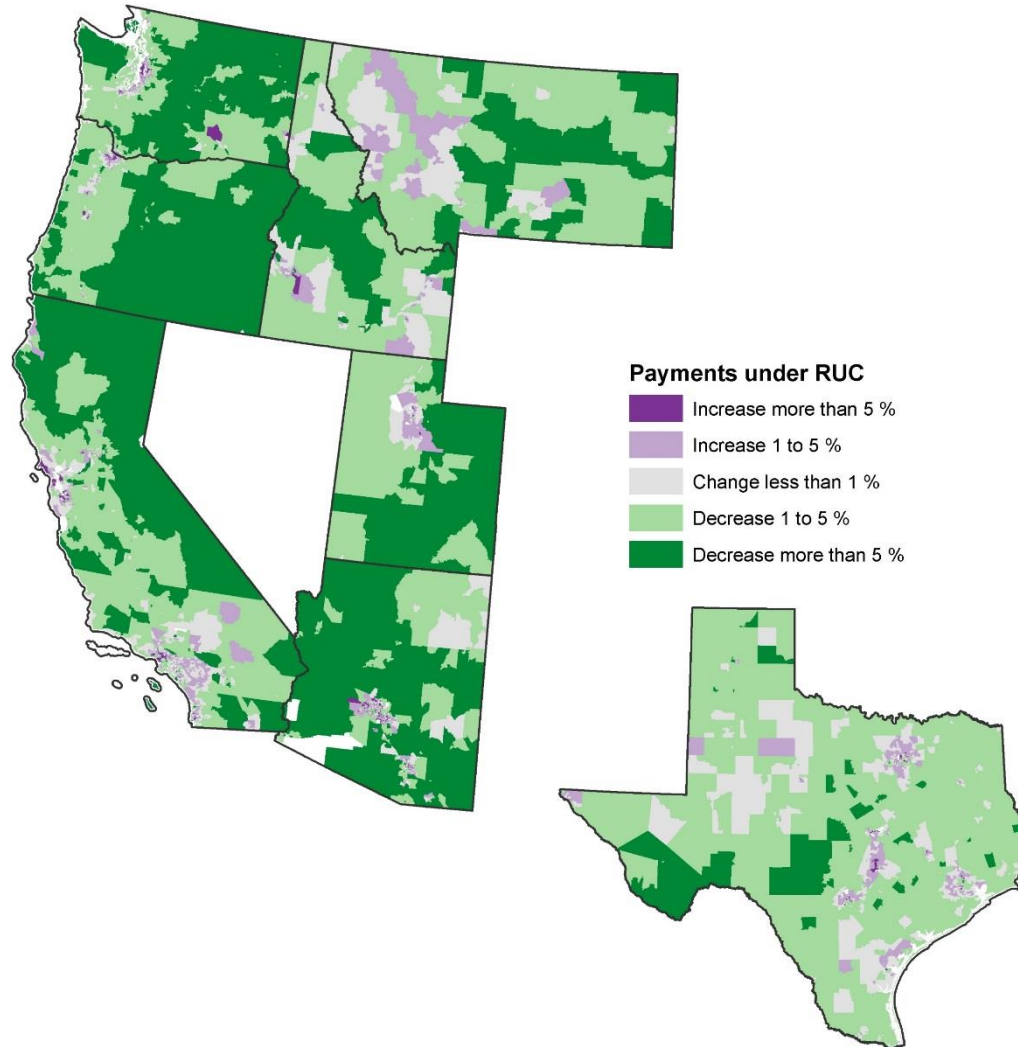 Payments under RUC
Increase more than 5 %
Increase 1 to 5 %
Change less than 1 %
Decrease 1 to 5 %
Decrease more than 5 %